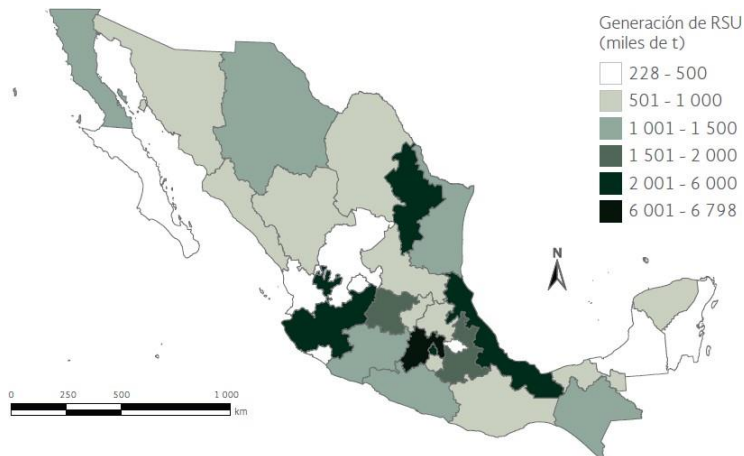 Generación de RSU
(miles de t)
228 - 500
501 - 1 000
1 001 - 1 500
1 501 - 2 000
2 001 - 6 000
6 001 - 6 798
N
0 250 500 1 000
km